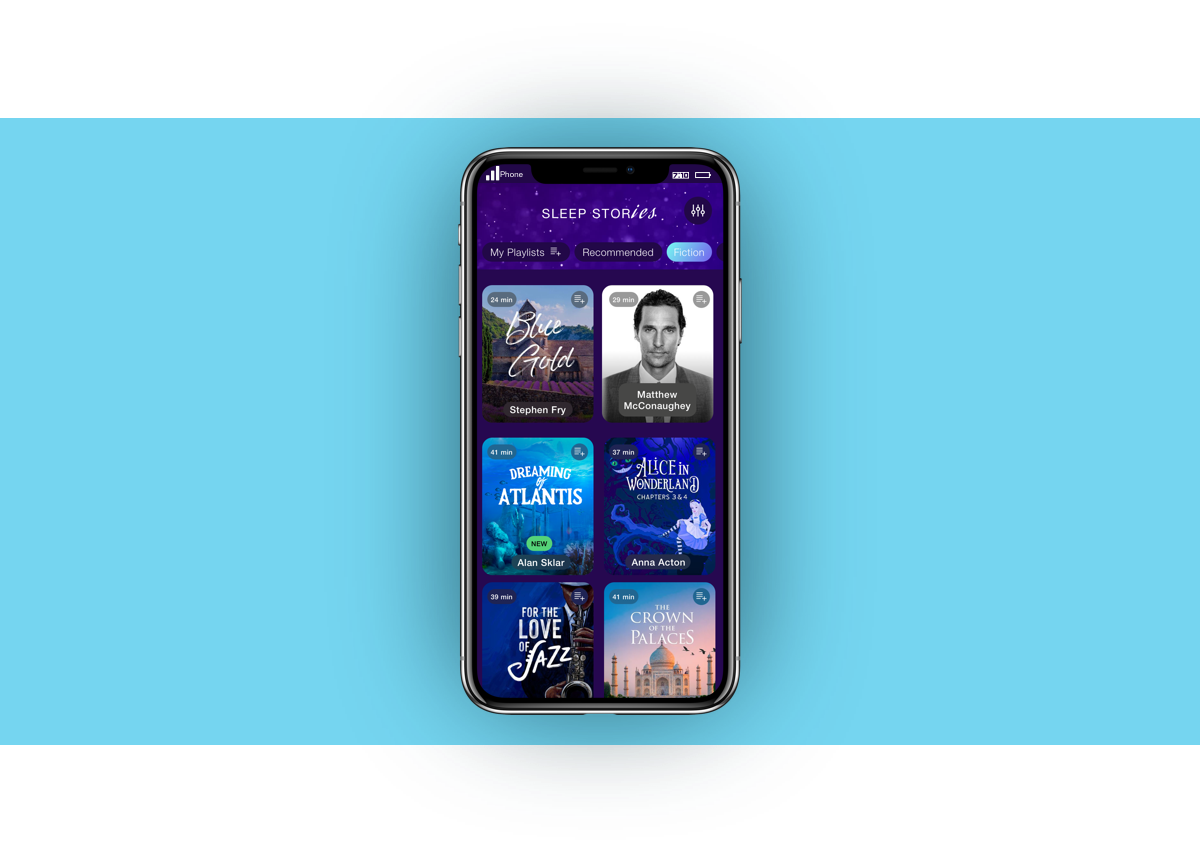 Phone
7:10
SLEEP STORies
My Playlists
Recommended
Fiction
24 min
Blue
Gold
Stephen Fry
29 min
Matthew
McConaughey
41 min
DREAMING
of
ATLANTIS
NEW
Alan Sklar
37 min
ALICE IN
WONDERLAND
CHAPTERS 3 & 4
Anna Acton
39 min
FOR THE
LOVE
OF
JAZZ
41 min
THE
CROWN
OF THE
PALACES